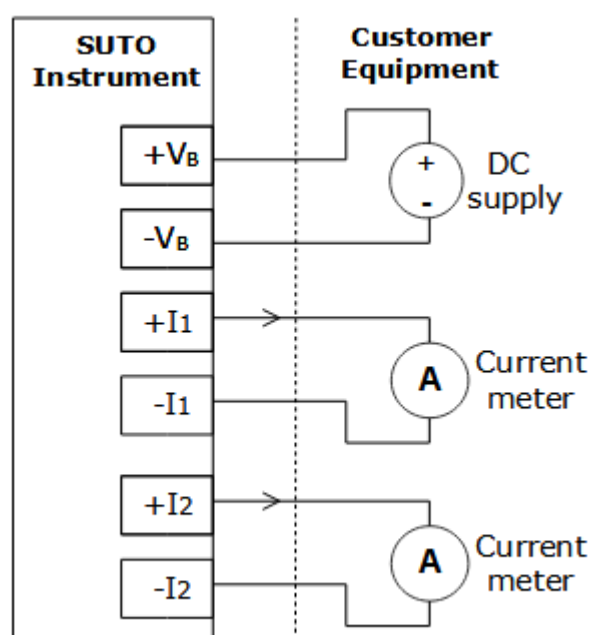 SUTO
Instrument
Customer
Equipment
+VB
-VB
+
-
DC
supply
+I1
-I1
A
Current
meter
+I2
-I2
A
Current
meter